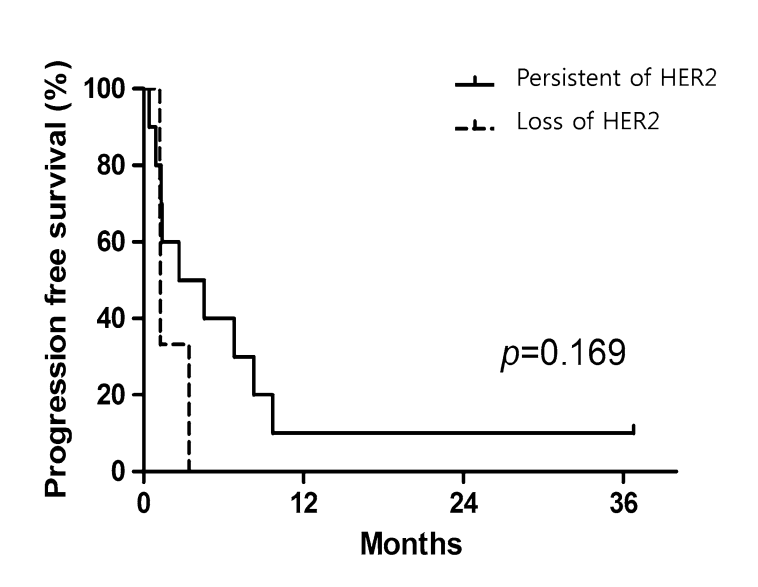 Progression free survival (%)
100
80
60
40
20
0
Persistent of HER2
Loss of HER2
p=0.169
0 12 24 36
Months